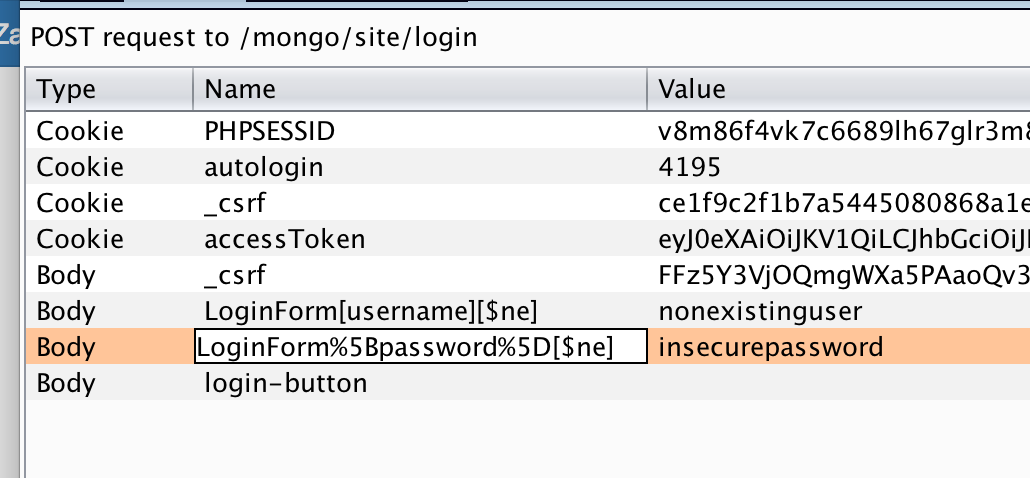 Za
POST request to /mongo/site/login
Type Name Value
Cookie PHPSESSID v8m86f4vk7c6689lh67glr3m8
Cookie autologin 4195
Cookie _csrf ce1f9c2f1b7a5445080868a1e
Cookie accessToken eyJ0eXAiOiJKV1QiLCJhbGciOiJ
Body _csrf FFz5Y3VjOQmgWXa5PAaoQv3
Body LoginForm[username][$ne] nonexistinguser
Body LoginForm%5Bpassword%5D[$ne] insecurepassword
Body login-button